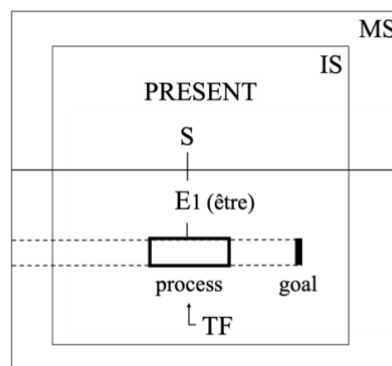 MS
IS
PRESENT
S
E1 (être)
process goal
TF